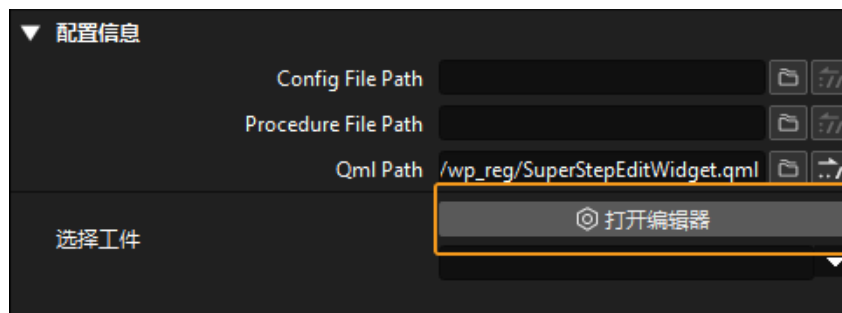 ▼ 配置信息
Config File Path
Procedure File Path
Qml Path /wp_reg/SuperStepEditWidget.qml
打开编辑器
选择工件